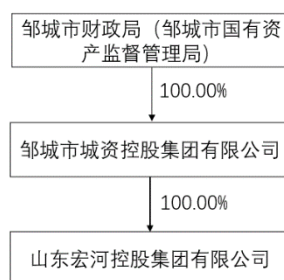 邹城市财政局（邹城市国有资
产监督管理局）
100.00%
邹城市城资控股集团有限公司
100.00%
山东宏河控股集团有限公司